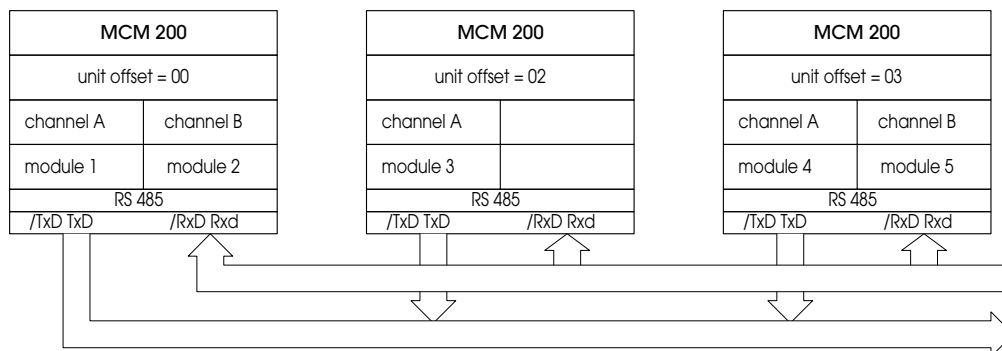 MCM 200
unit offset = 00
channel A channel B
module 1 module 2
RS 485
/TxD TxD /RxD Rxd
MCM 200
unit offset = 02
channel A
module 3
RS 485
/TxD TxD /RxD Rxd
MCM 200
unit offset = 03
channel A channel B
module 4 module 5
RS 485
/TxD TxD /RxD Rxd